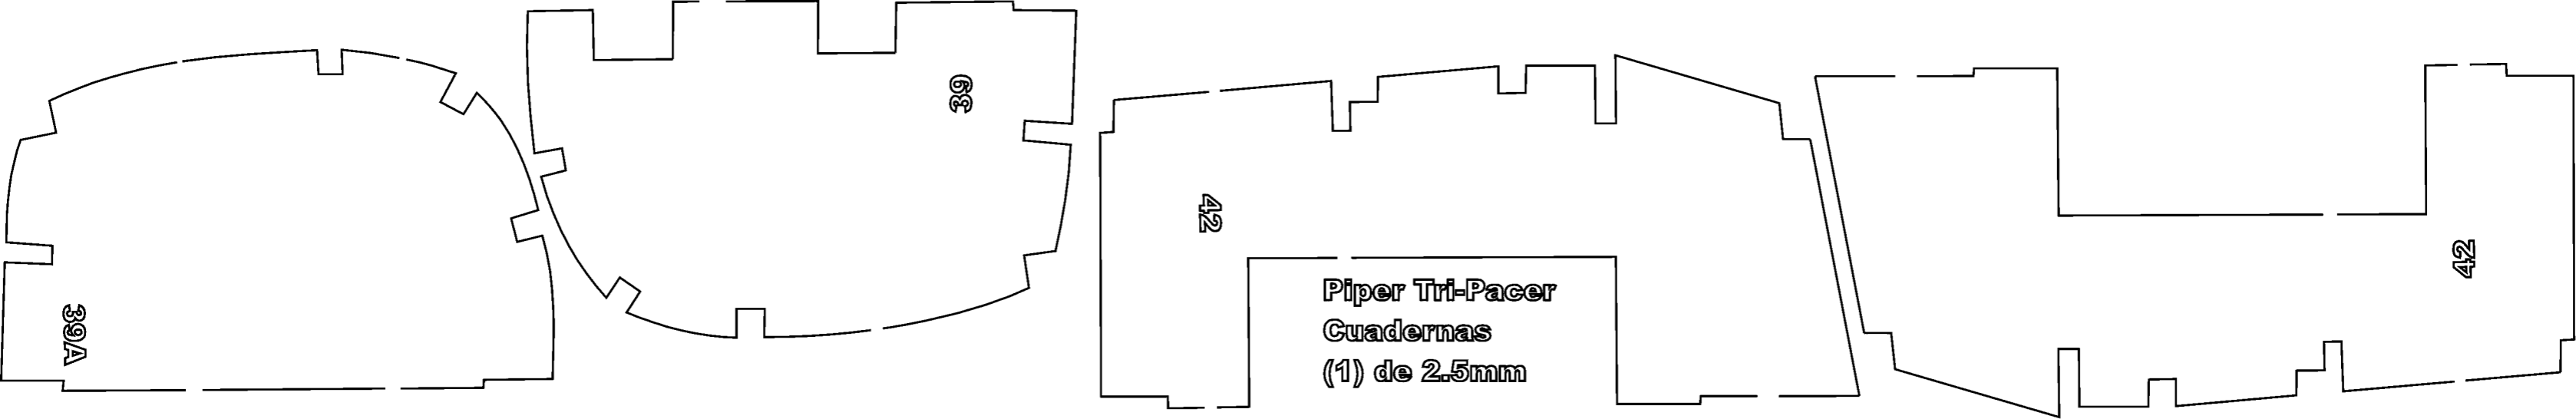 39A
39
42
Piper Tri-Pacer
Cuadernas
(1) de 2.5mm
42